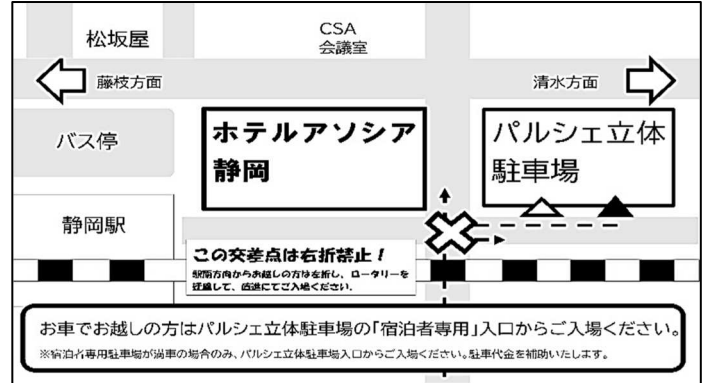 松坂屋
CSA
会議室
藤枝方面
清水方面
バス停
ホテルアソシア
静岡
パルシェ立体
駐車場
静岡駅
この交差点は右折禁止！
駅南方向からお越しの方は左折し、ロータリーを
経由して、直進にてご入場ください.
お車でお越しの方はパルシェ立体駐車場の「宿泊者専用」入口からご入場ください。
※宿泊者専用駐車場が満車の場合のみ、パルシェ立体駐車場入口からご入場ください。駐車代金を補助いたします。